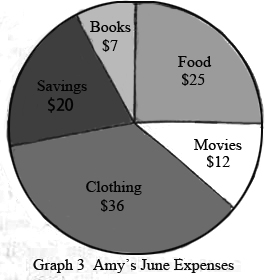 Books
$7
Food
$25
Savings
$20
Movies
$12
Clothing
$36
Graph 3  Amy's June Expenses